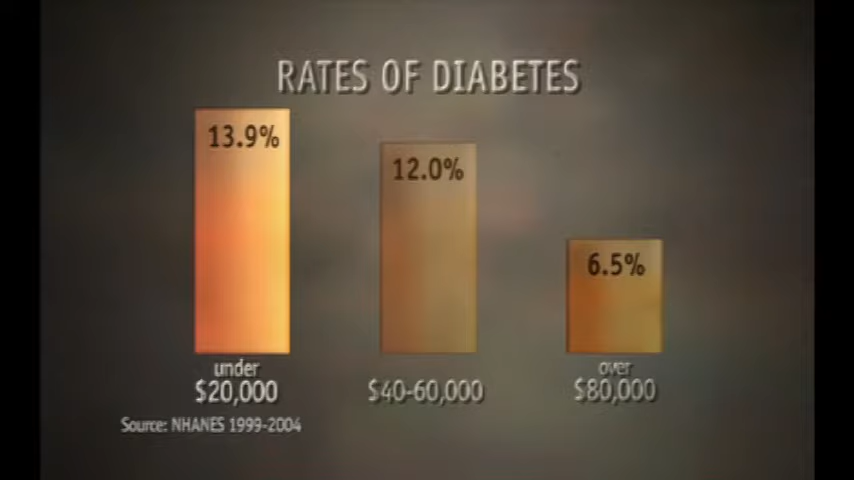 RATES OF DIABETES
13.9%
12.0%
6.5%
under
$20,000
$40-60,000
over
$80,000
Source: NHANES 1999-2004